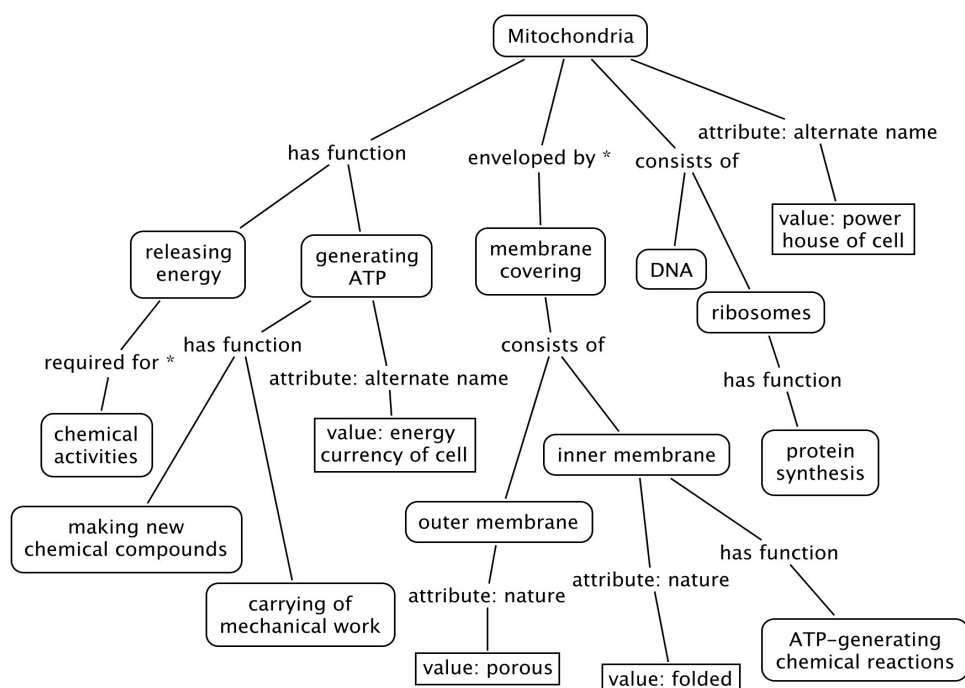 Mitochondria
attribute: alternate name
has function
enveloped by *
consists of
value: power
house of cell
releasing
energy
generating
ATP
membrane
covering
DNA
ribosomes
required for *
has function
consists of
attribute: alternate name
has function
chemical
activities
value: energy
currency of cell
inner membrane
protein
synthesis
making new
chemical compounds
outer membrane
has function
attribute: nature
attribute: nature
carrying of
mechanical work
ATP-generating
chemical reactions
value: porous
value: folded